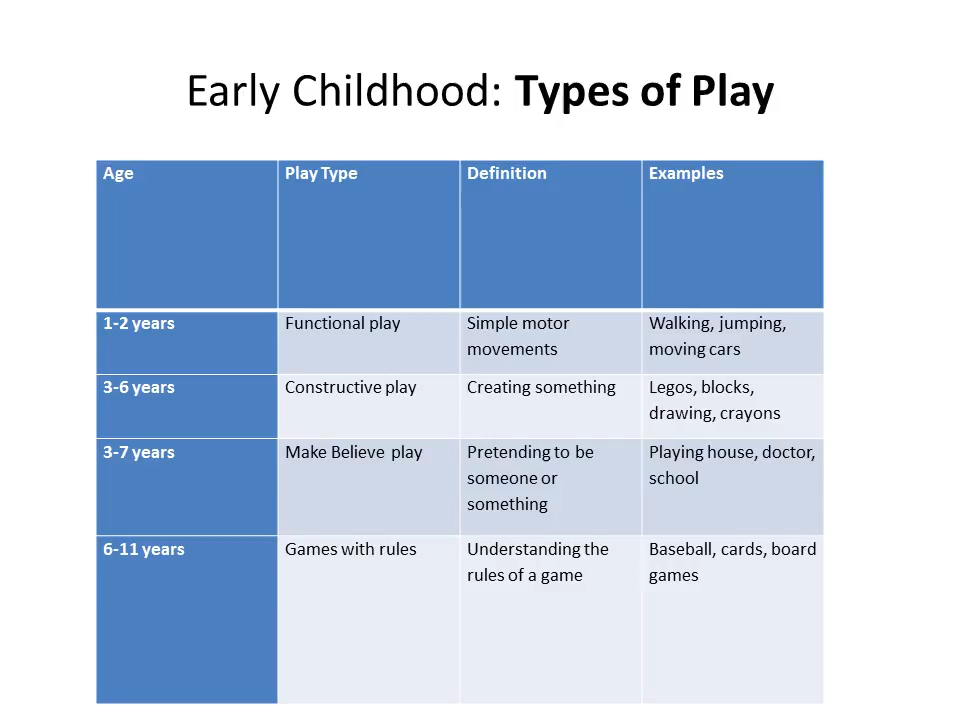 Early Childhood: Types of Play
Age Play Type Definition Examples
1-2 years Functional play Simple motor Walking, jumping,
movements moving cars
3-6 years Constructive play Creating something Legos, blocks,
drawing, crayons
3-7 years Make Believe play Pretending to be Playing house, doctor,
someone or school
something
6-11 years Games with rules Understanding the Baseball, cards, board
rules of a game games